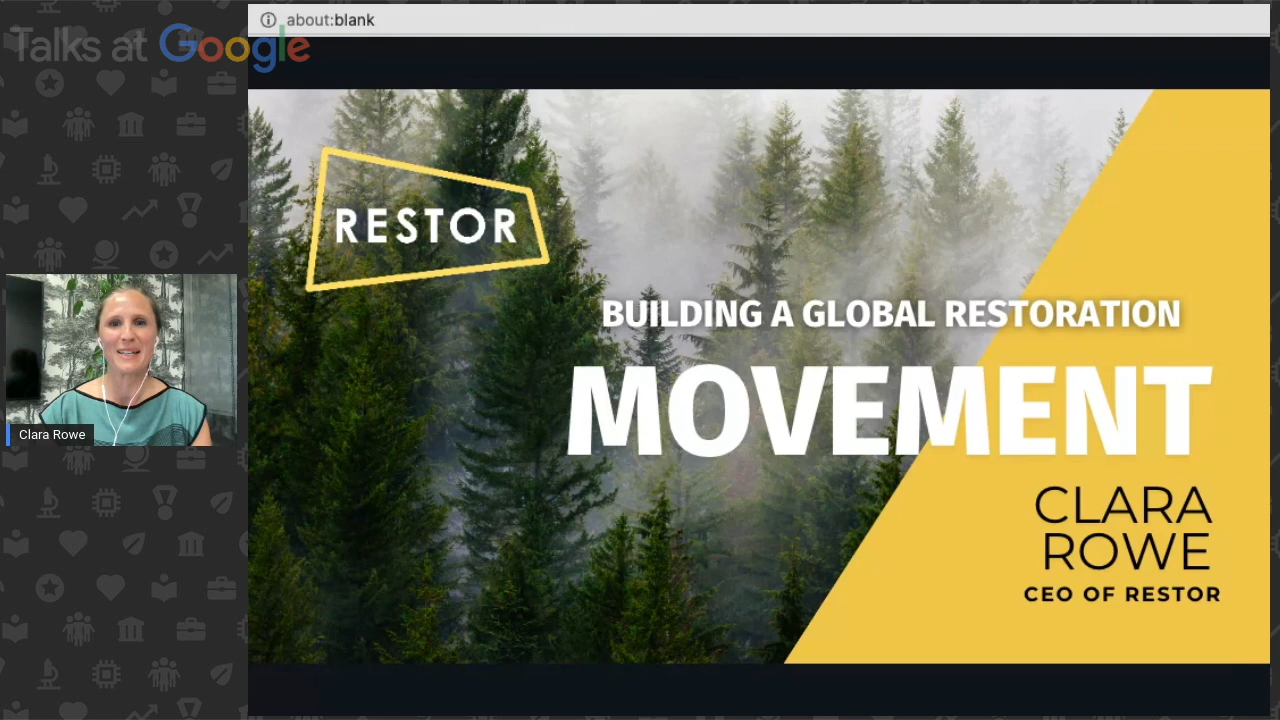 Talks at Google
about:blank
RESTOR
BUILDING A GLOBAL RESTORATION
MOVEMENT
CLARA
ROWE
CEO OF RESTOR
Clara Rowe